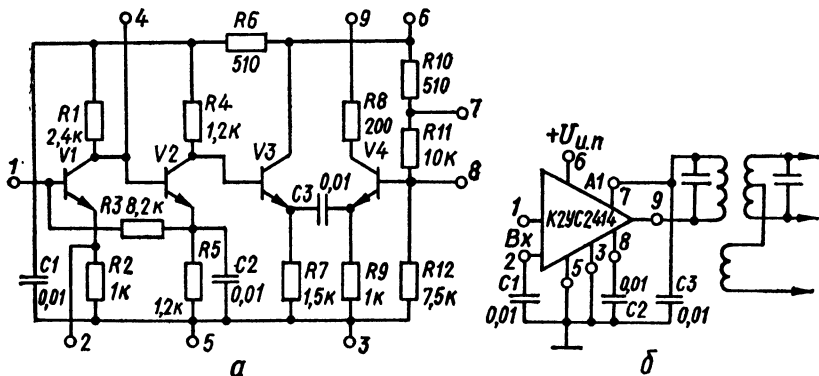 4
R6
510
9
6
R1
2,4к
R4
1,2к
R8
200
R10
510
7
R11
10к
V1
V2
V3
V4
1
8
C3
0,01
R3
8,2к
C1
0,01
R2
1к
R5
1,2к
C2
0,01
R7
1,5к
R9
1к
R12
7,5к
2
5
3
а
+Uи.п
6
А1
7
9
К2УС2414
1
Вх
2
8
5
3
C1
0,01
0,01
C2
C3
0,01
б